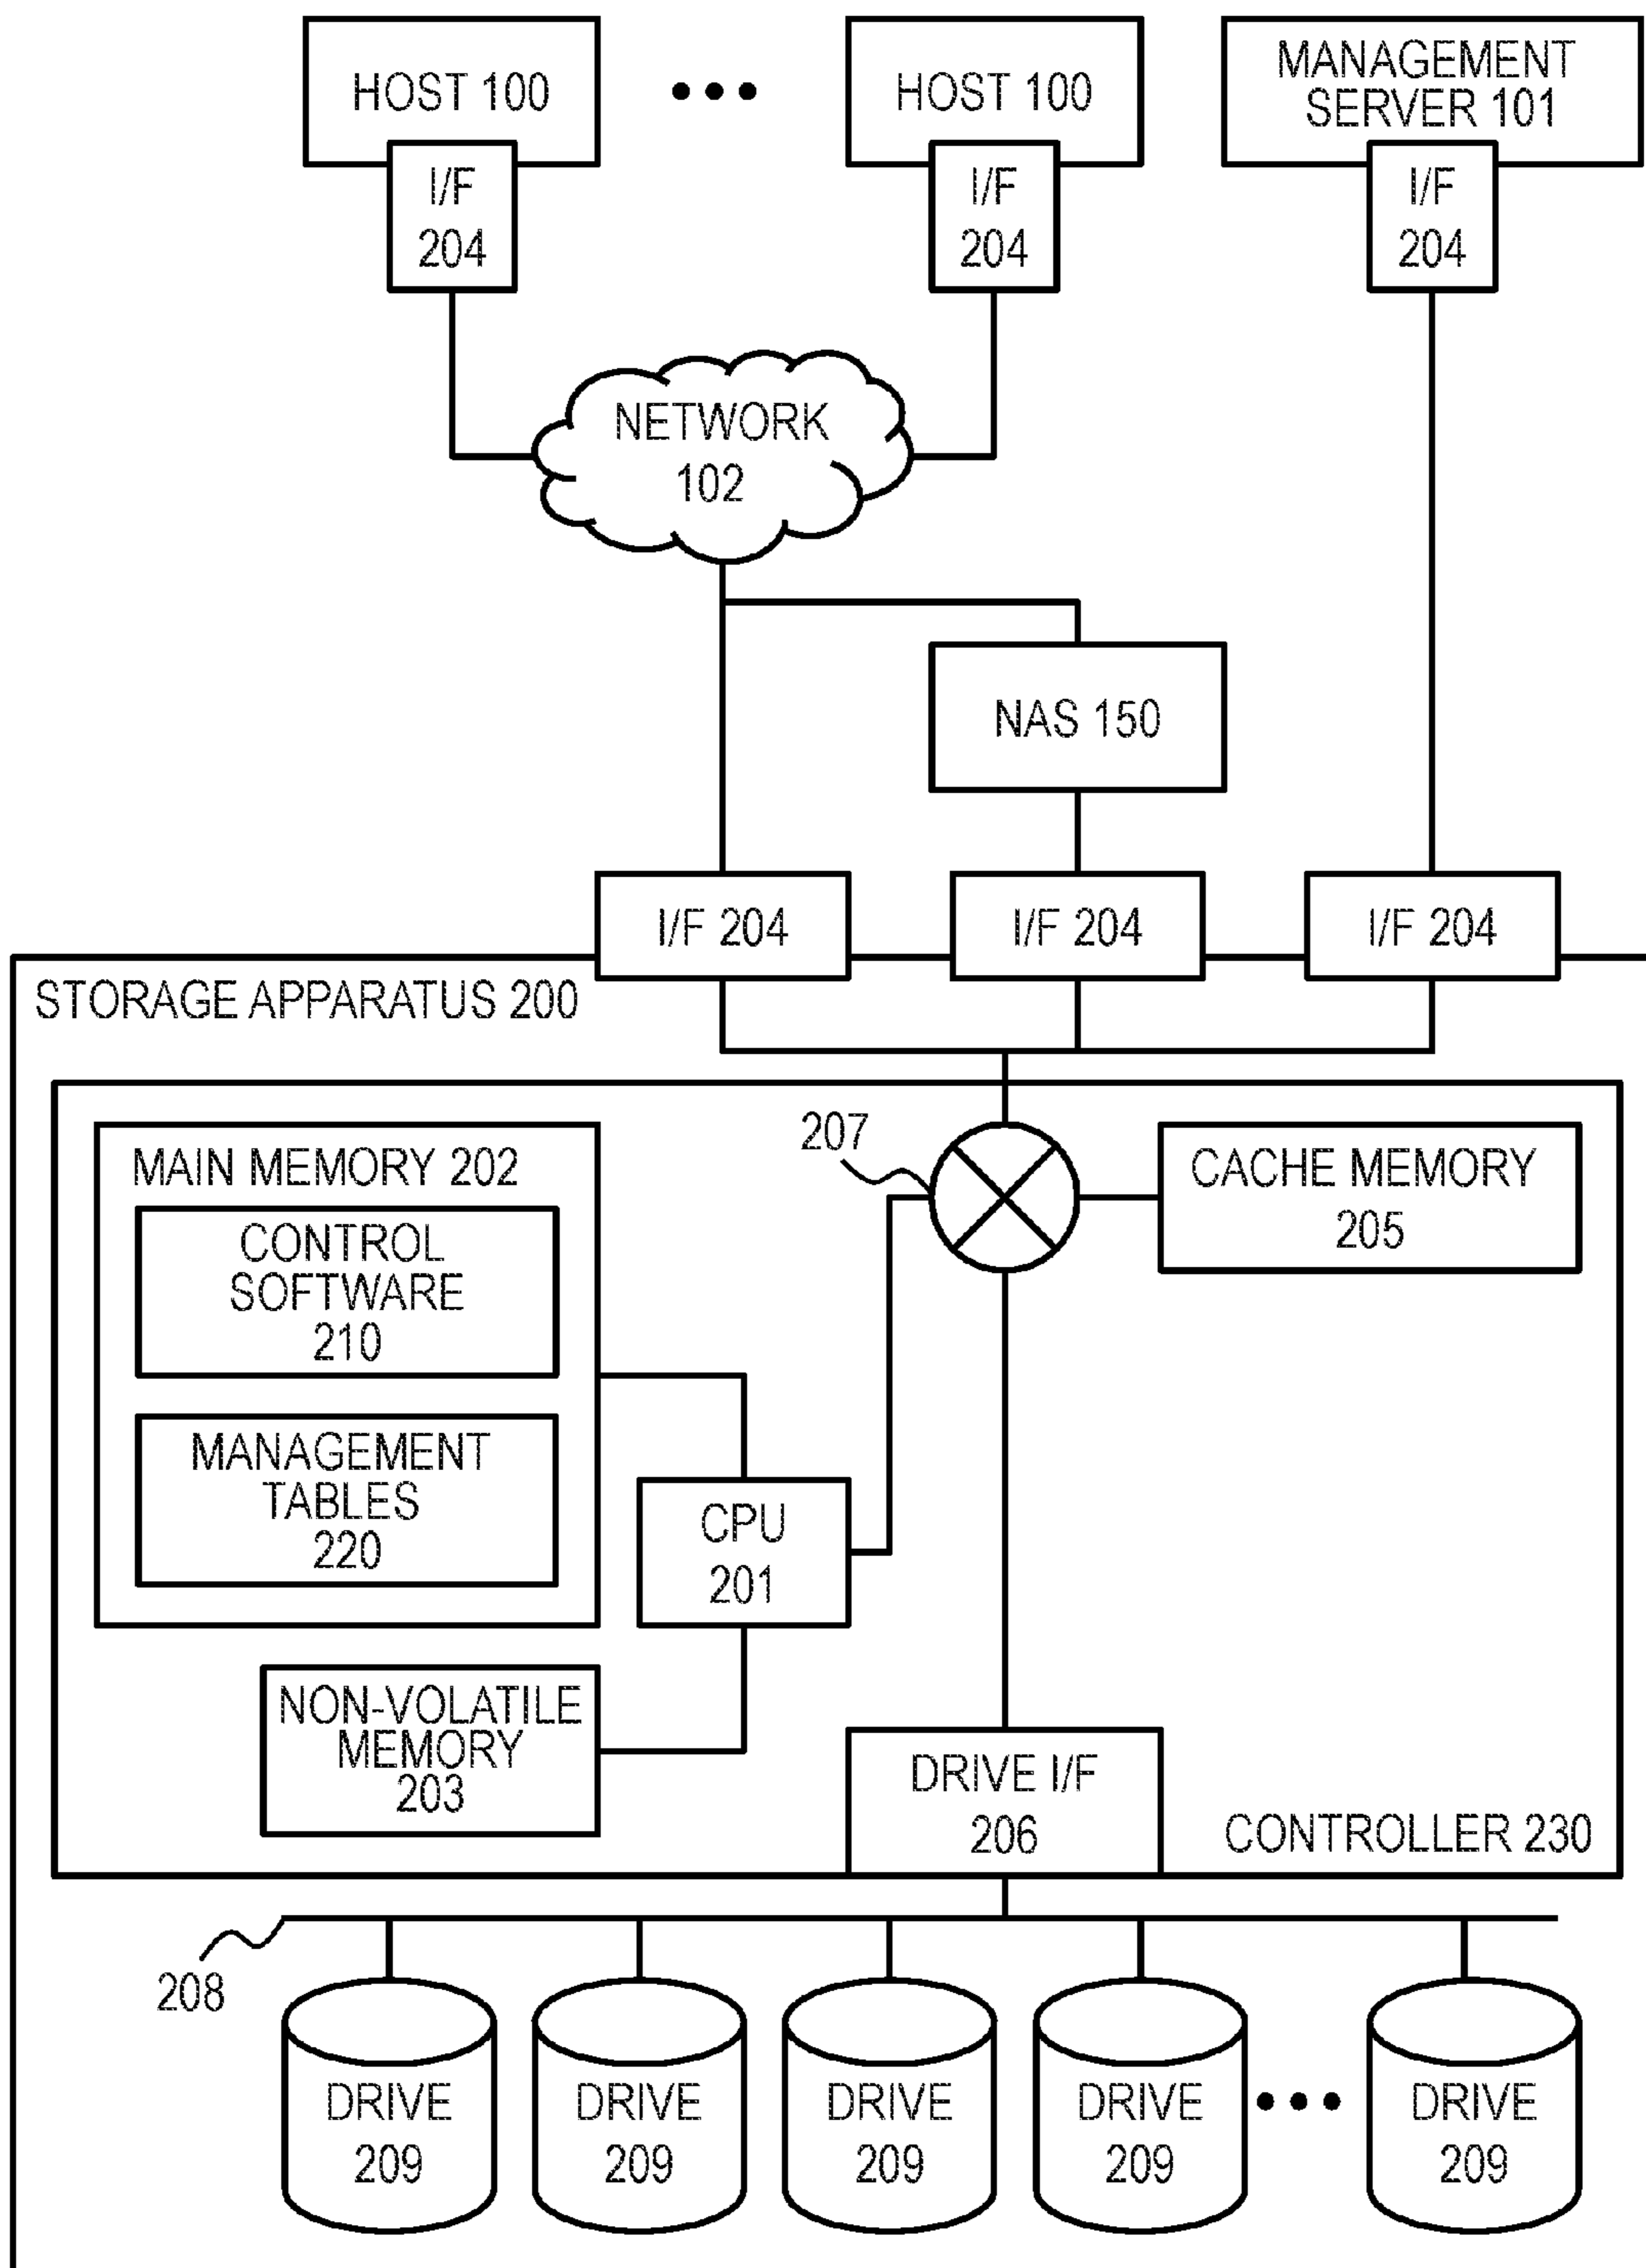 HOST 100
HOST 100
MANAGEMENT
SERVER 101
I/F
204
I/F
204
I/F
204
NETWORK
102
NAS 150
I/F 204
I/F 204
I/F 204
STORAGE APPARATUS 200
207
MAIN MEMORY 202
CACHE MEMORY
205
CONTROL
SOFTWARE
210
MANAGEMENT
TABLES
220
CPU
201
NON-VOLATILE
MEMORY
203
DRIVE I/F
206
CONTROLLER 230
208
DRIVE
209
DRIVE
209
DRIVE
209
DRIVE
209
DRIVE
209